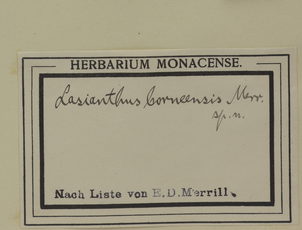 HERBARIUM MONACENSE.
Lasianthus borneensis Merr.
sp. n.
Nach Liste von E.D.Merrill.